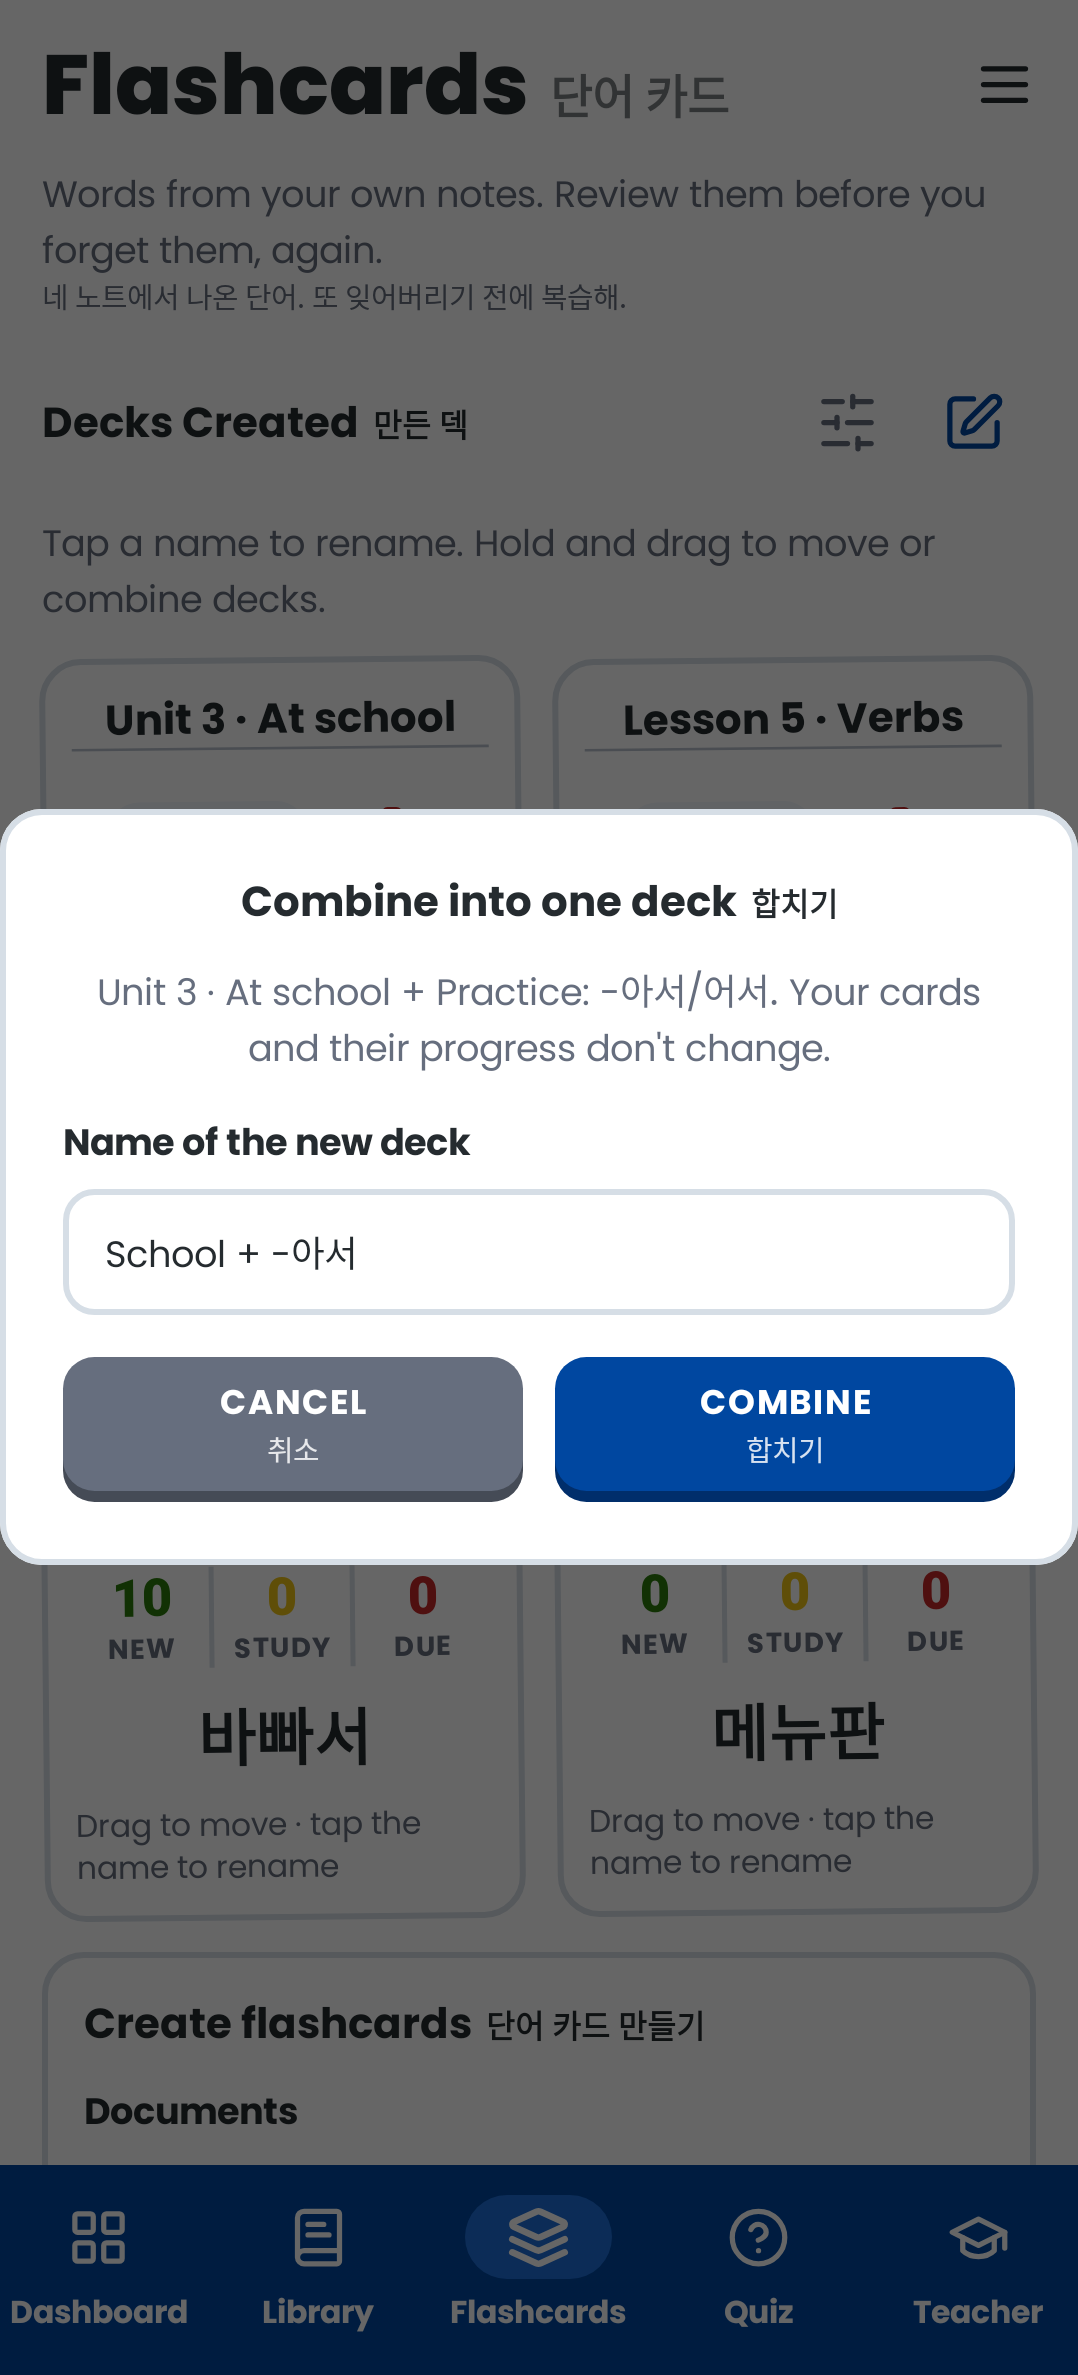 Flashcards 단어 카드
Words from your own notes. Review them before you
forget them, again.
네 노트에서 나온 단어. 또 잊어버리기 전에 복습해.
Decks Created 만든 덱
Tap a name to rename. Hold and drag to move or
combine decks.
Unit 3 · At school
Lesson 5 · Verbs
Combine into one deck 합치기
Unit 3 · At school + Practice: -아서/어서. Your cards
and their progress don't change.
Name of the new deck
School + -아서
CANCEL
취소
COMBINE
합치기
10 0 0
NEW STUDY DUE
바빠서
Drag to move · tap the
name to rename
0 0 0
NEW STUDY DUE
메뉴판
Drag to move · tap the
name to rename
Create flashcards 단어 카드 만들기
Documents
Dashboard Library Flashcards Quiz Teacher